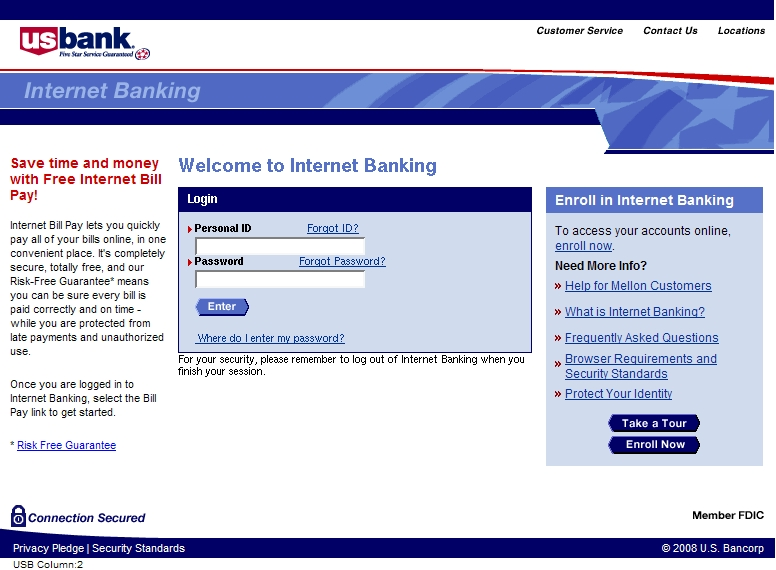 usbank.
Five Star Service Guaranteed
Customer Service
Contact Us
Locations
Internet Banking
Save time and money
with Free Internet Bill
Pay!
Internet Bill Pay lets you quickly
pay all of your bills online, in one
convenient place. It's completely
secure, totally free, and our
Risk-Free Guarantee* means
you can be sure every bill is
paid correctly and on time -
while you are protected from
late payments and unauthorized
use.
Once you are logged in to
Internet Banking, select the Bill
Pay link to get started.
* Risk Free Guarantee
Welcome to Internet Banking
Login
Personal ID Forgot ID?
Password Forgot Password?
Enter
Where do I enter my password?
For your security, please remember to log out of Internet Banking when you
finish your session.
Enroll in Internet Banking
To access your accounts online,
enroll now.
Need More Info?
» Help for Mellon Customers
» What is Internet Banking?
» Frequently Asked Questions
» Browser Requirements and
Security Standards
» Protect Your Identity
Take a Tour
Enroll Now
Connection Secured
Member FDIC
Privacy Pledge | Security Standards
© 2008 U.S. Bancorp
USB Column:2